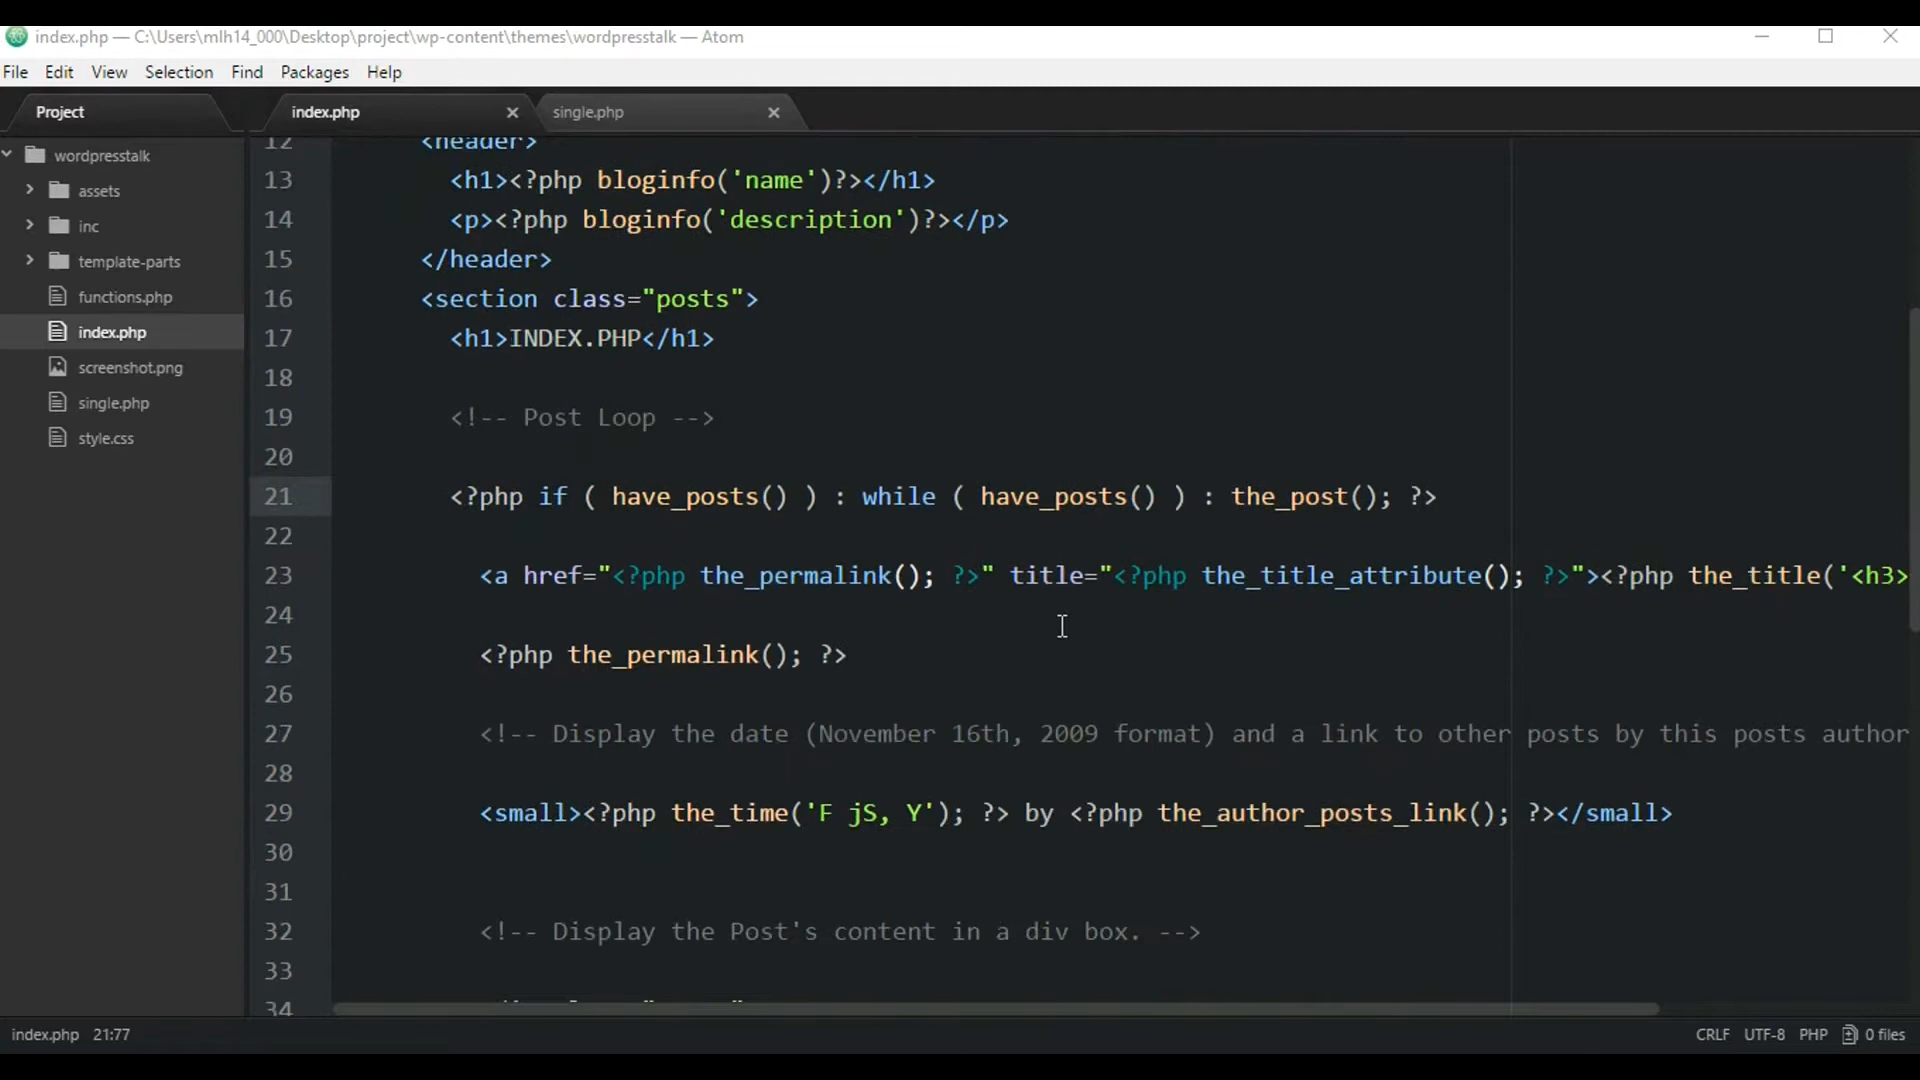 index.php — C:\Users\mlh14_000\Desktop\project\wp-content\themes\wordpresstalk — Atom
File Edit View Selection Find Packages Help
Project
index.php
single.php
wordpresstalk
assets
inc
template-parts
functions.php
index.php
screenshot.png
single.php
style.css
12 <header>
13 <h1><?php bloginfo('name')?></h1>
14 <p><?php bloginfo('description')?></p>
15 </header>
16 <section class="posts">
17 <h1>INDEX.PHP</h1>
18
19 <!-- Post Loop -->
20
21 <?php if ( have_posts() ) : while ( have_posts() ) : the_post(); ?>
22
23 <a href="<?php the_permalink(); ?>" title="<?php the_title_attribute(); ?>"><?php the_title('<h3>
24
25 <?php the_permalink(); ?>
26
27 <!-- Display the date (November 16th, 2009 format) and a link to other posts by this posts author
28
29 <small><?php the_time('F jS, Y'); ?> by <?php the_author_posts_link(); ?></small>
30
31
32 <!-- Display the Post's content in a div box. -->
33
34
index.php 21:77
CRLF UTF-8 PHP 0 files